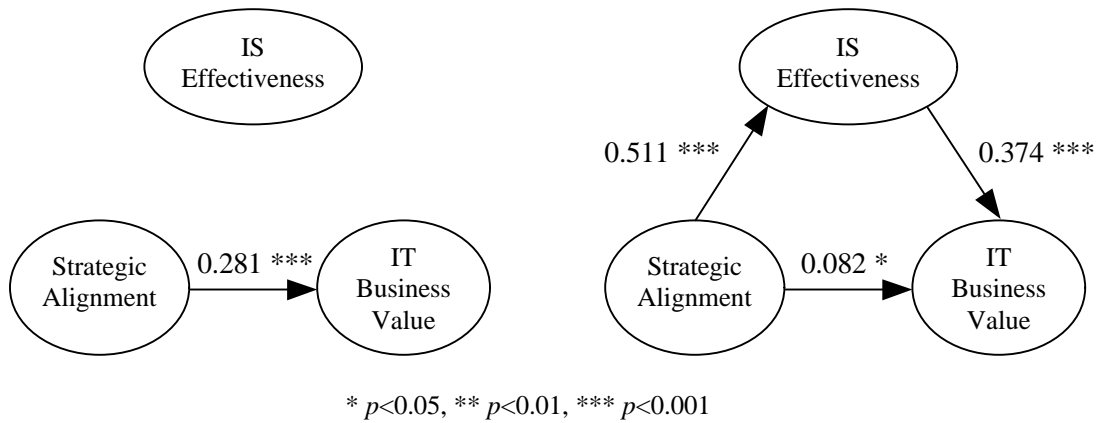 IS
Effectiveness
Strategic
Alignment
0.281 ***
IT
Business
Value
IS
Effectiveness
0.511 ***
0.374 ***
Strategic
Alignment
0.082 *
IT
Business
Value
* p<0.05, ** p<0.01, *** p<0.001